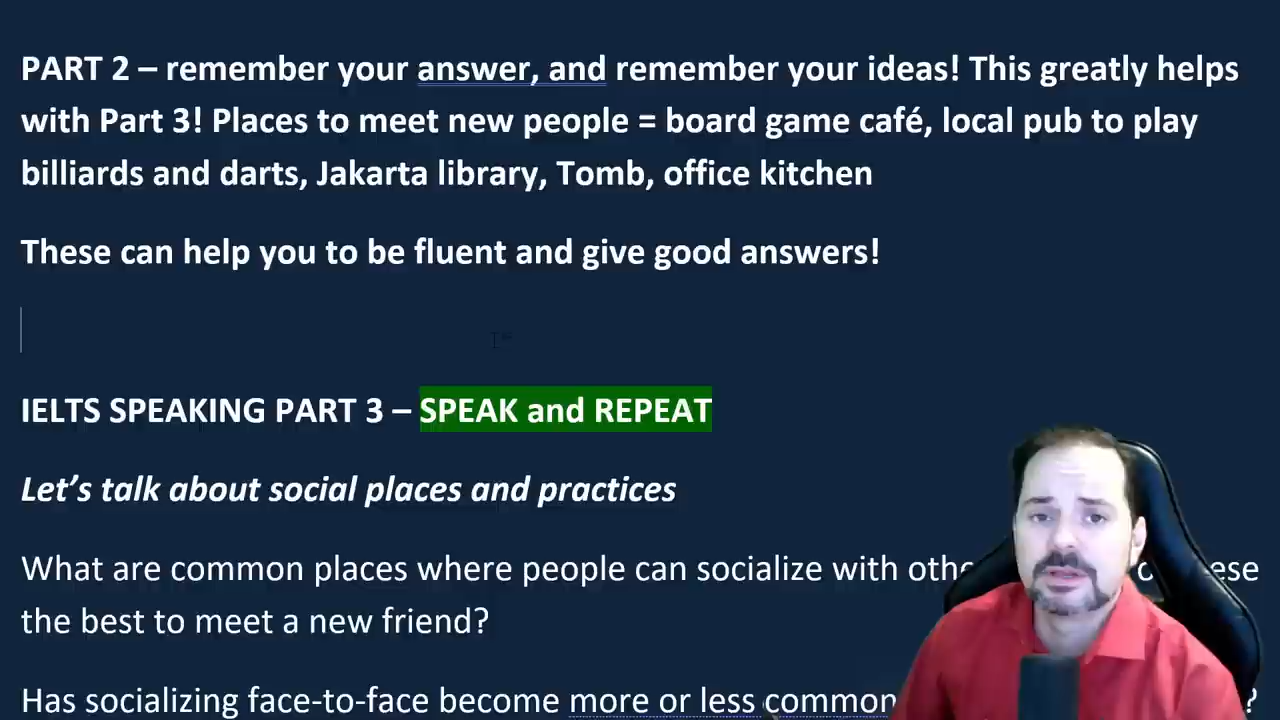 PART 2 – remember your answer, and remember your ideas! This greatly helps
with Part 3! Places to meet new people = board game café, local pub to play
billiards and darts, Jakarta library, Tomb, office kitchen
These can help you to be fluent and give good answers!
IELTS SPEAKING PART 3 – SPEAK and REPEAT
Let's talk about social places and practices
What are common places where people can socialize with
the best to meet a new friend?
Has socializing face-to-face become more or less common ?